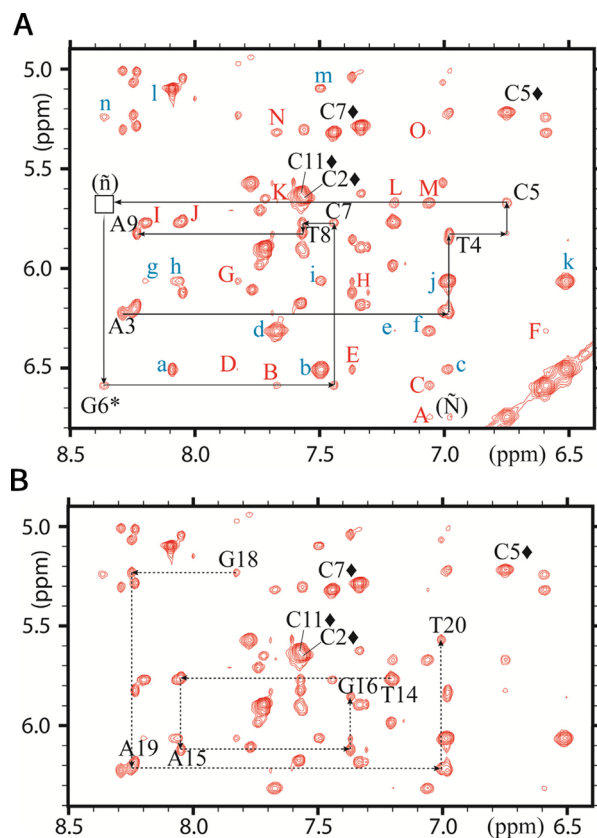 A
5.0
5.5
6.0
6.5
(ppm)
n
l
m
N
C7♦
O
C5♦
C11♦
C2♦
(ñ)
K
L
M
C5
A9
I
J
C7
T8
T4
g
h
G
i
H
j
k
A3
d
e
f
F
a
D
B
b
E
C
c
G6*
A
(Ñ)
8.5
8.0
7.5
7.0
(ppm)
6.5
B
5.0
5.5
6.0
(ppm)
G18
C7♦
C5♦
C11♦
C2♦
T20
G16
T14
A19
A15
8.5
8.0
7.5
7.0
(ppm)
6.5